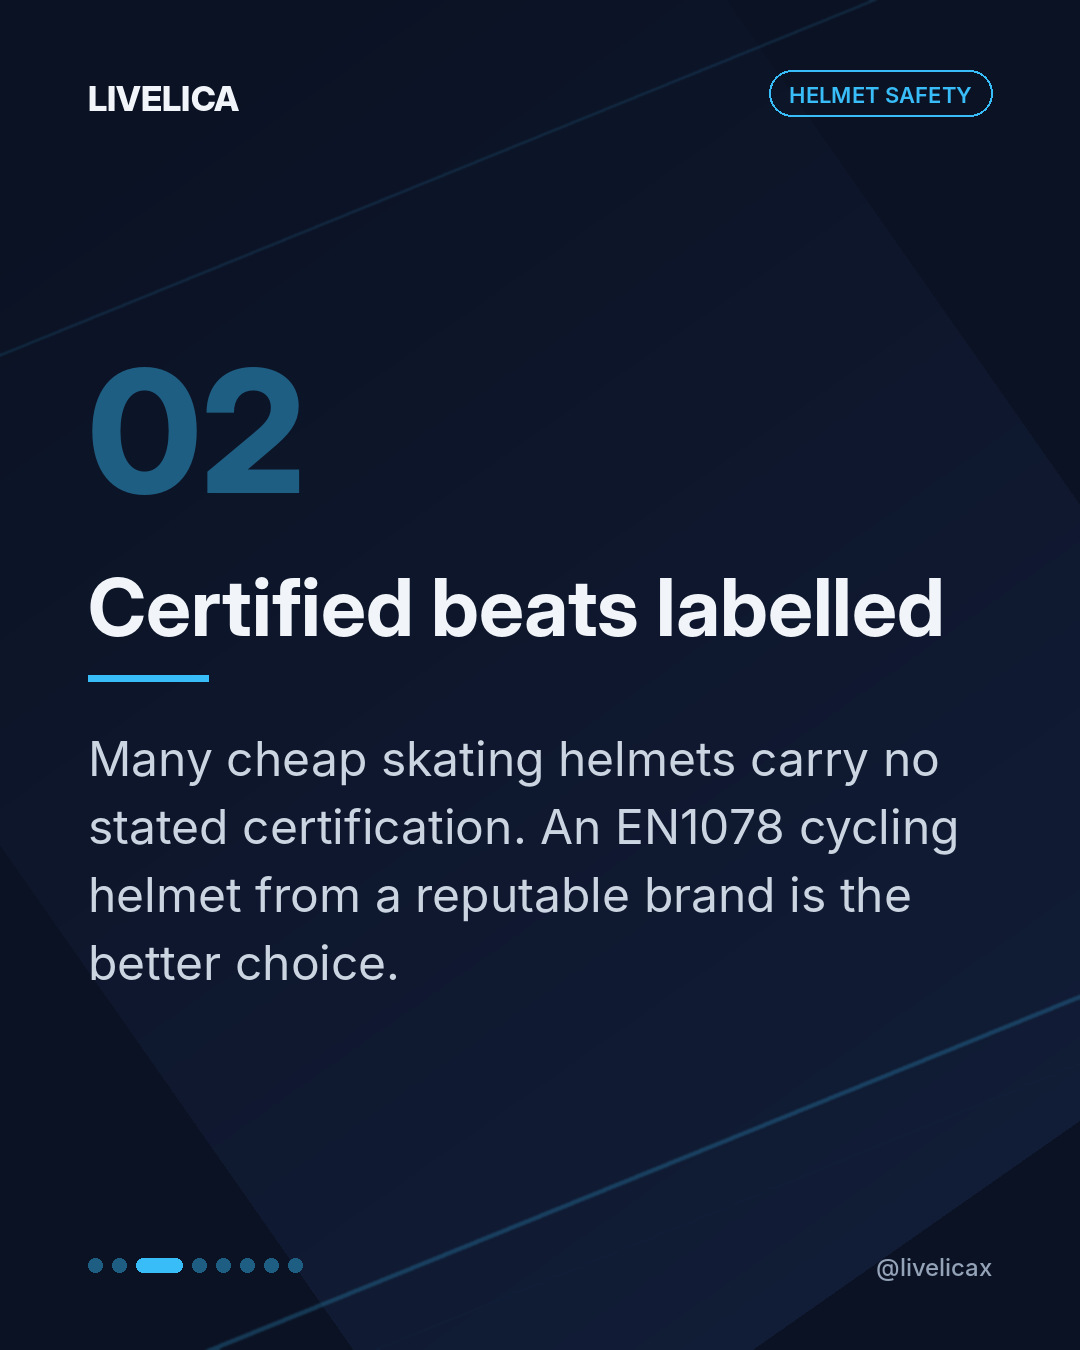 LIVELICA
HELMET SAFETY
02
Certified beats labelled
Many cheap skating helmets carry no
stated certification. An EN1078 cycling
helmet from a reputable brand is the
better choice.
@livelicax